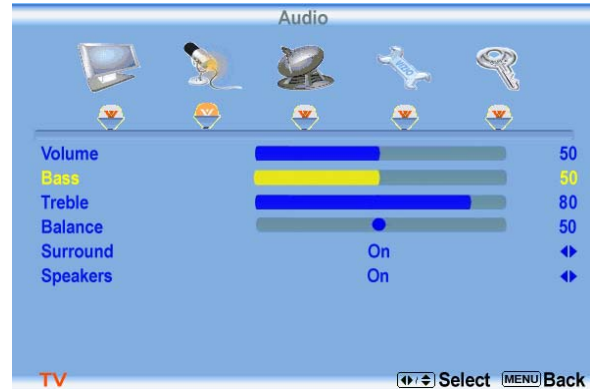 Audio
Volume 50
Bass 50
Treble 80
Balance 50
Surround On
Speakers On
TV Select MENU Back